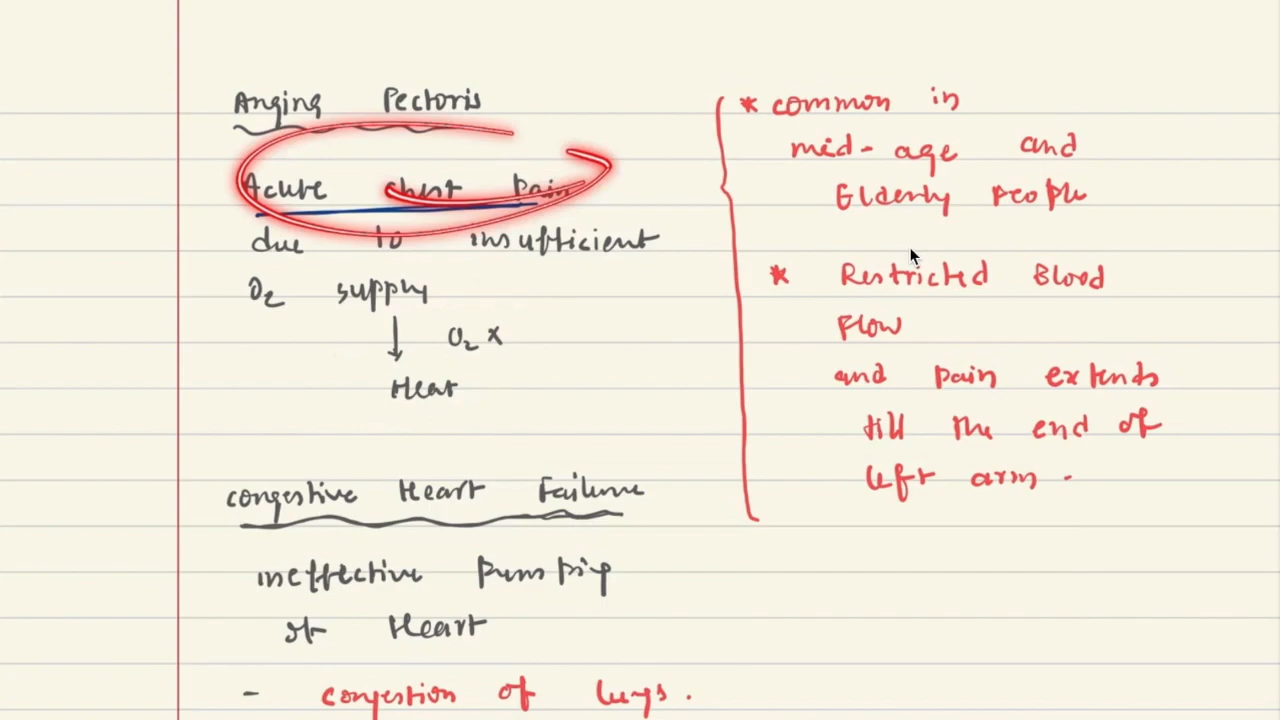 Anging Pectoris
Acute chest Pain
due to insufficient
O2 supply
O2 x
Heat
* common in
mid-age and
Elderly People
* Restricted Blood
Flow
and pain extends
till the end of
left arm.
congestive Heart Failure
ineffective Pumping
of Heart
- congestion of lungs.